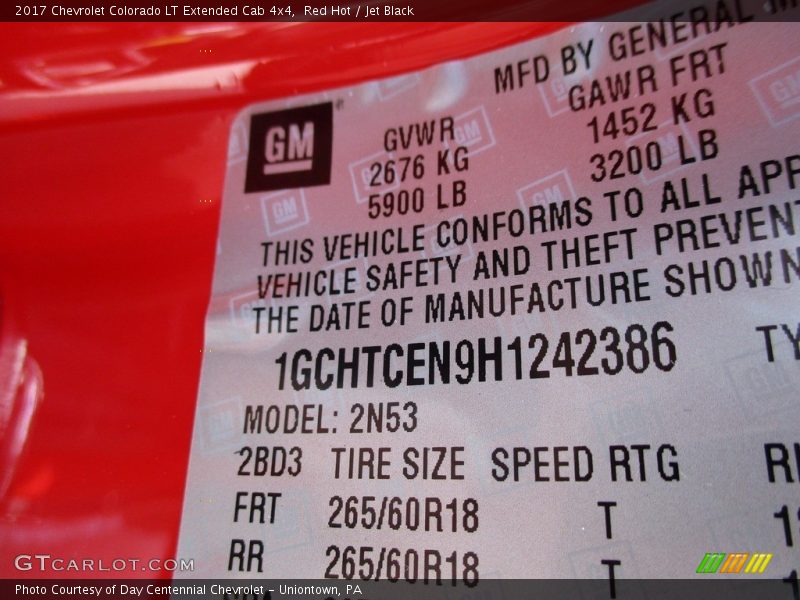 2017 Chevrolet Colorado LT Extended Cab 4x4, Red Hot / Jet Black
MFD BY GENERAL
GM
GVWR
2676 KG
5900 LB
GAWR FRT
1452 KG
3200 LB
THIS VEHICLE CONFORMS TO ALL APP
VEHICLE SAFETY AND THEFT PREVENT
THE DATE OF MANUFACTURE SHOWN
1GCHTCEN9H1242386 TY
MODEL: 2N53
2BD3 TIRE SIZE SPEED RTG
FRT 265/60R18 T
RR 265/60R18 T
GTCARLOT.COM
Photo Courtesy of Day Centennial Chevrolet - Uniontown, PA